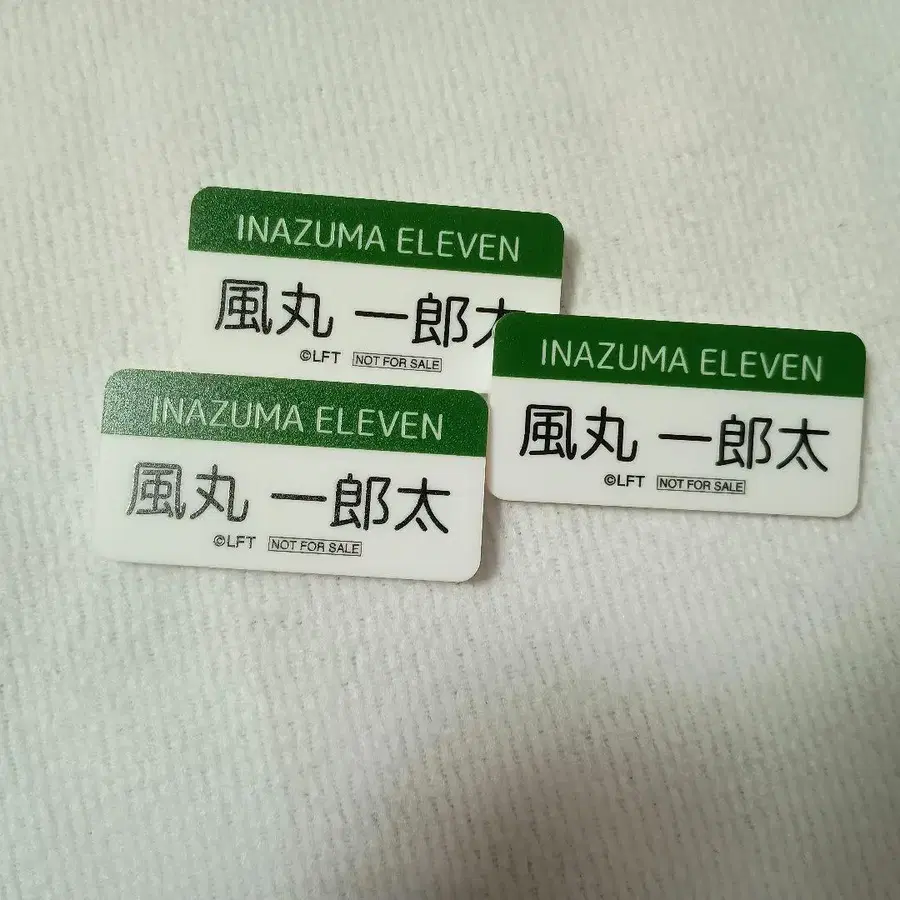 INAZUMA ELEVEN
風丸 一郎太
©LFT NOT FOR SALE
INAZUMA ELEVEN
風丸 一郎太
©LFT NOT FOR SALE
INAZUMA ELEVEN
風丸 一郎太
©LFT NOT FOR SALE